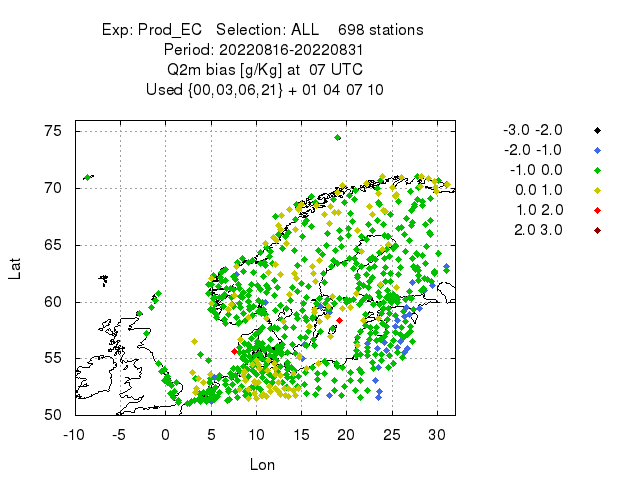 Exp: Prod_EC Selection: ALL 698 stations
Period: 20220816-20220831
Q2m bias [g/Kg] at 07 UTC
Used {00,03,06,21} + 01 04 07 10
75
70
65
60
55
50
Lat
-10 -5 0 5 10 15 20 25 30
Lon
-3.0 -2.0
-2.0 -1.0
-1.0 0.0
0.0 1.0
1.0 2.0
2.0 3.0